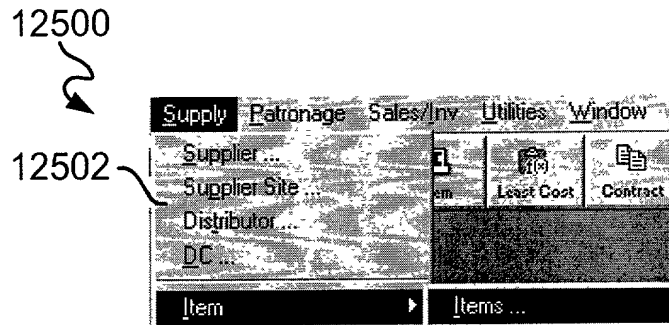 12500
Supply Patronage Sales/Inv Utilities Window
12502
Supplier ...
Supplier Site ...
Distributor ...
DC ...
Least Cost Contract
Item Items ...